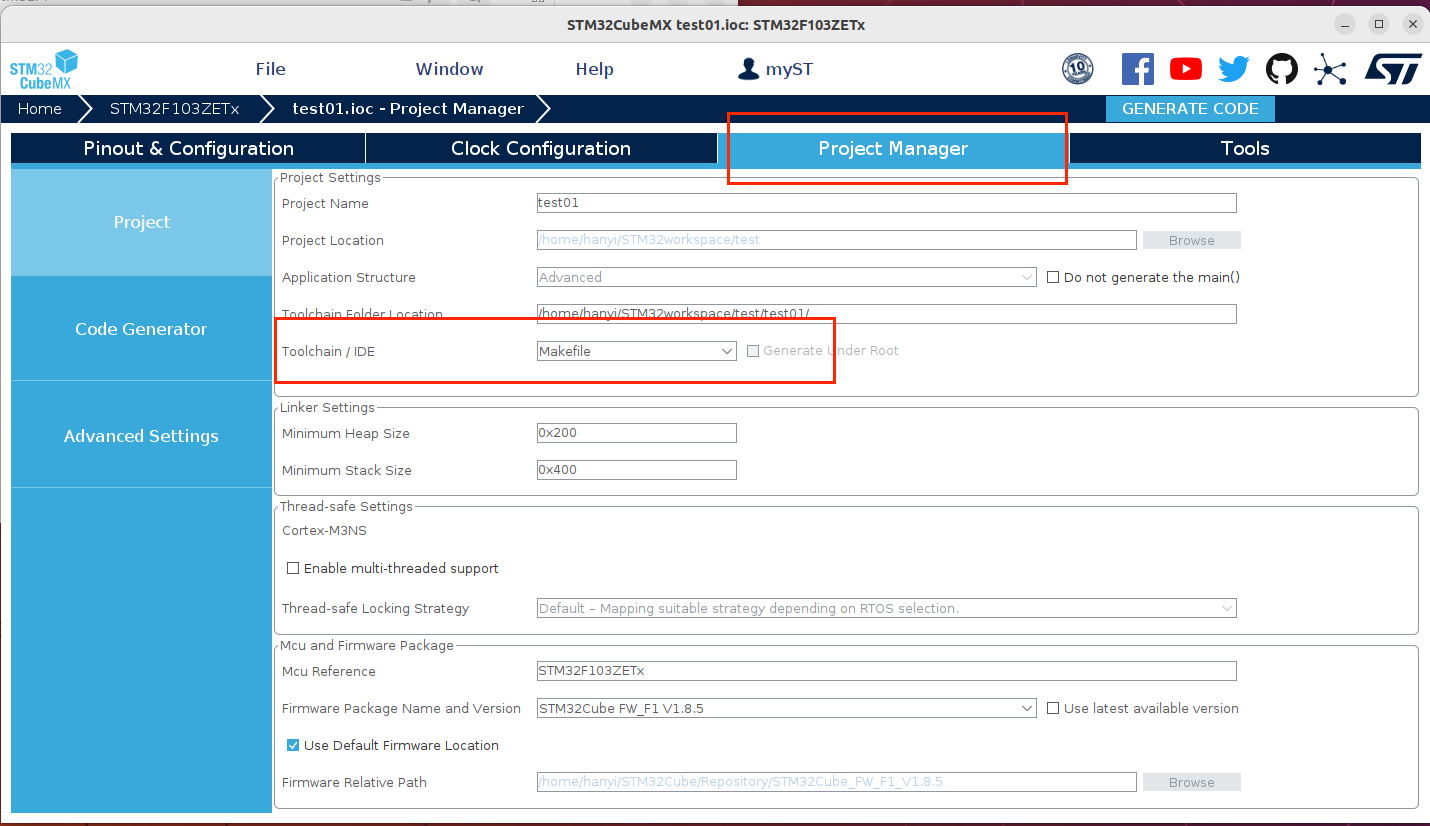 STM32CubeMX test01.ioc: STM32F103ZETx
STM32
CubeMX
File
Window
Help
myST
10
ST
Home
STM32F103ZETx
test01.ioc - Project Manager
GENERATE CODE
Pinout & Configuration
Clock Configuration
Project Manager
Tools
Project
Code Generator
Advanced Settings
Project Settings
Project Name
test01
Project Location
/home/hanyi/STM32workspace/test
Browse
Application Structure
Advanced
Do not generate the main()
Toolchain Folder Location
/home/hanyi/STM32workspace/test/test01/
Toolchain / IDE
Makefile
Generate Under Root
Linker Settings
Minimum Heap Size
0x200
Minimum Stack Size
0x400
Thread-safe Settings
Cortex-M3NS
Enable multi-threaded support
Thread-safe Locking Strategy
Default – Mapping suitable strategy depending on RTOS selection.
Mcu and Firmware Package
Mcu Reference
STM32F103ZETx
Firmware Package Name and Version
STM32Cube FW_F1 V1.8.5
Use latest available version
Use Default Firmware Location
Firmware Relative Path
/home/hanyi/STM32Cube/Repository/STM32Cube_FW_F1_V1.8.5
Browse